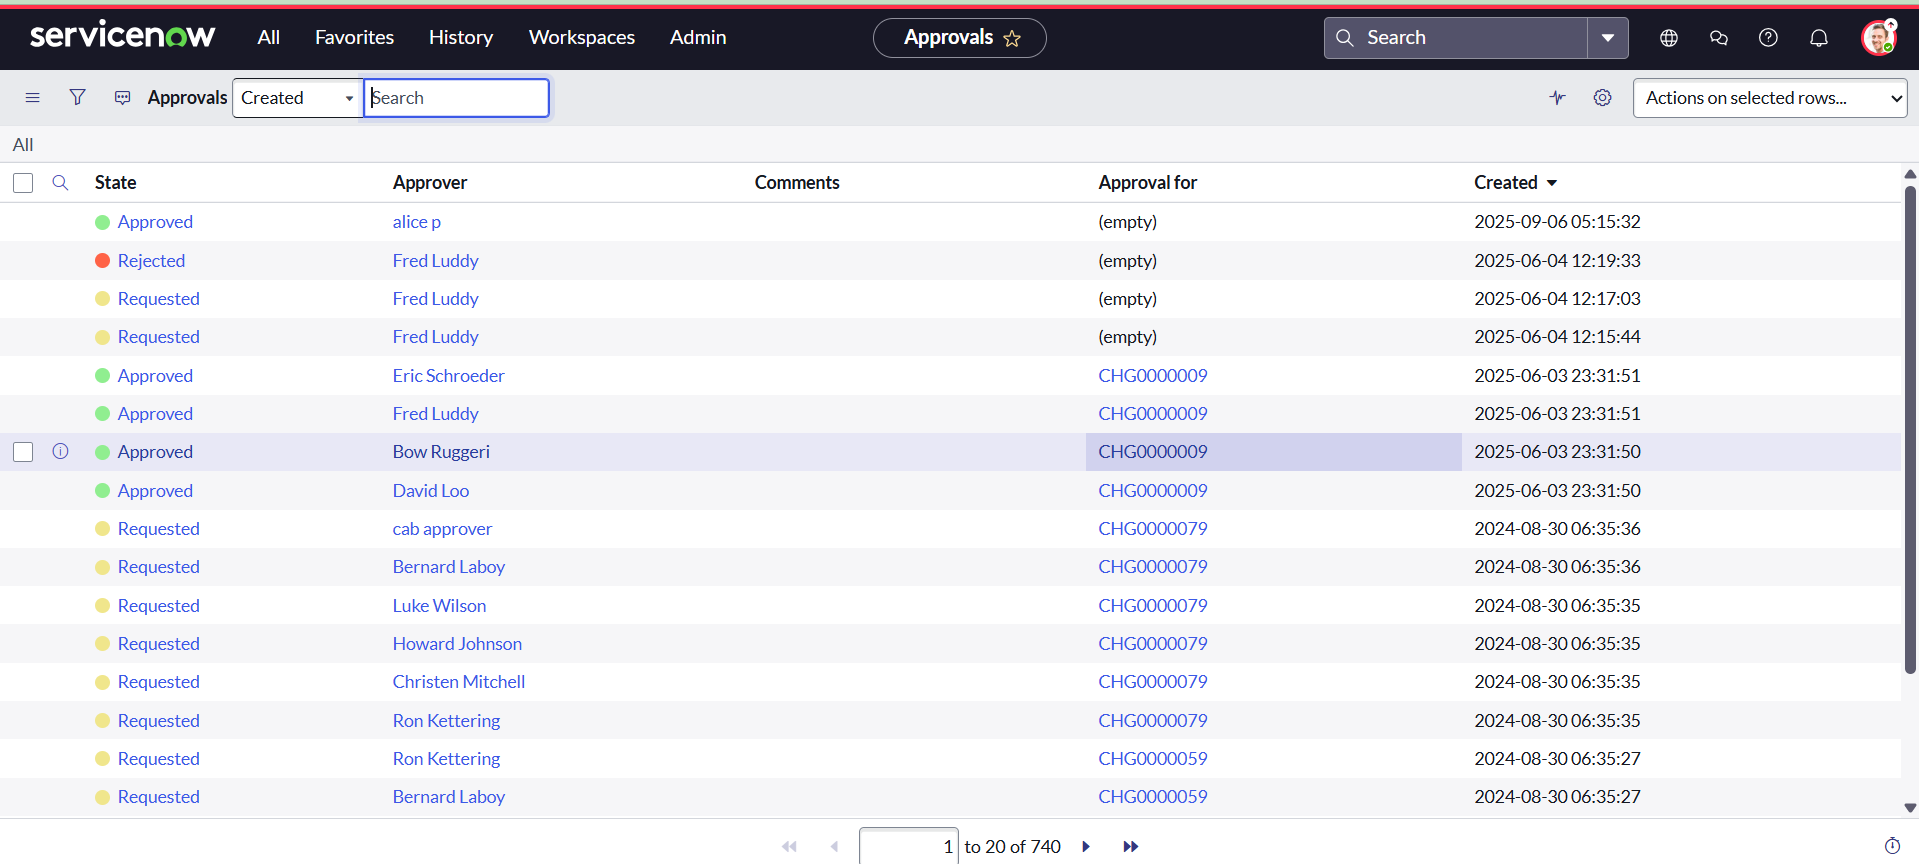 servicenow All Favorites History Workspaces Admin Approvals Search
Approvals Created Search Actions on selected rows...
All
State Approver Comments Approval for Created
Approved alice p (empty) 2025-09-06 05:15:32
Rejected Fred Luddy (empty) 2025-06-04 12:19:33
Requested Fred Luddy (empty) 2025-06-04 12:17:03
Requested Fred Luddy (empty) 2025-06-04 12:15:44
Approved Eric Schroeder CHG0000009 2025-06-03 23:31:51
Approved Fred Luddy CHG0000009 2025-06-03 23:31:51
Approved Bow Ruggeri CHG0000009 2025-06-03 23:31:50
Approved David Loo CHG0000009 2025-06-03 23:31:50
Requested cab approver CHG0000079 2024-08-30 06:35:36
Requested Bernard Laboy CHG0000079 2024-08-30 06:35:36
Requested Luke Wilson CHG0000079 2024-08-30 06:35:35
Requested Howard Johnson CHG0000079 2024-08-30 06:35:35
Requested Christen Mitchell CHG0000079 2024-08-30 06:35:35
Requested Ron Kettering CHG0000079 2024-08-30 06:35:35
Requested Ron Kettering CHG0000059 2024-08-30 06:35:27
Requested Bernard Laboy CHG0000059 2024-08-30 06:35:27
1 to 20 of 740